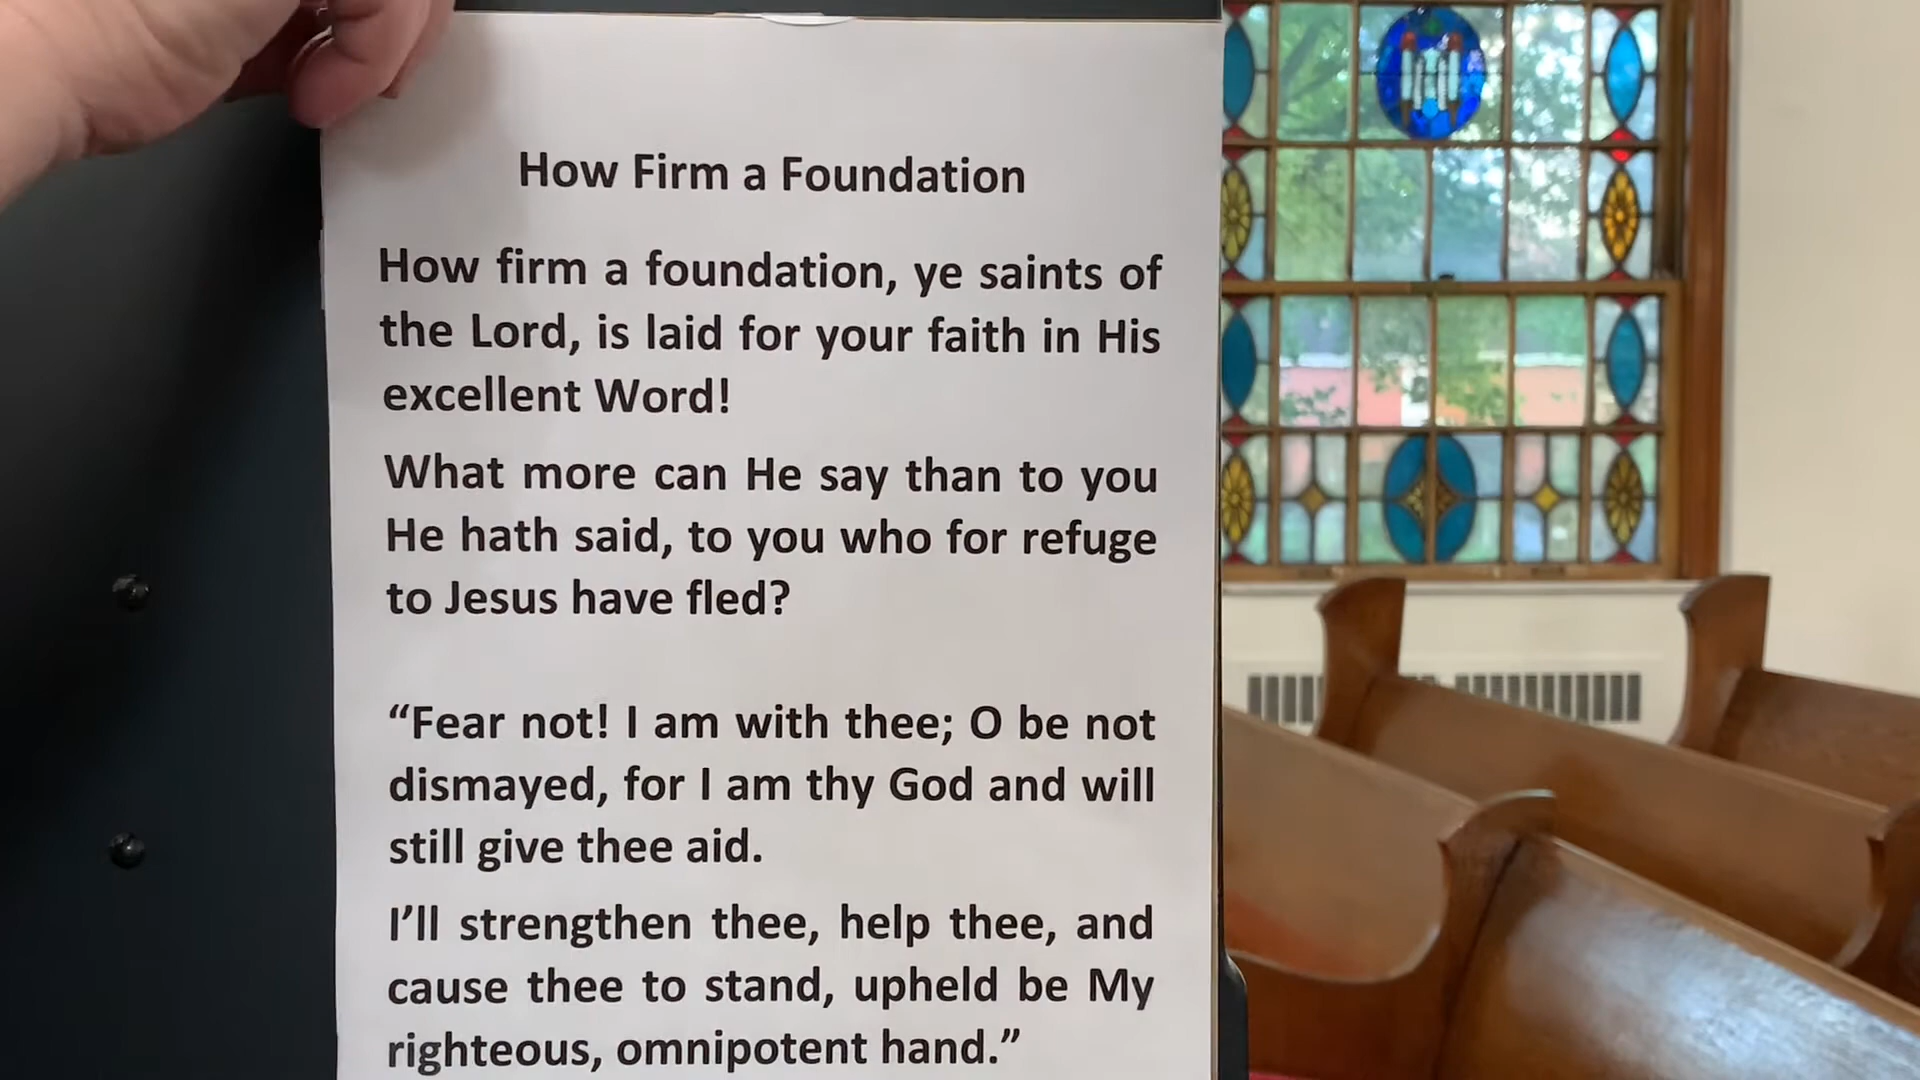 How Firm a Foundation
How firm a foundation, ye saints of
the Lord, is laid for your faith in His
excellent Word!
What more can He say than to you
He hath said, to you who for refuge
to Jesus have fled?
“Fear not! I am with thee; O be not
dismayed, for I am thy God and will
still give thee aid.
I’ll strengthen thee, help thee, and
cause thee to stand, upheld be My
righteous, omnipotent hand.”